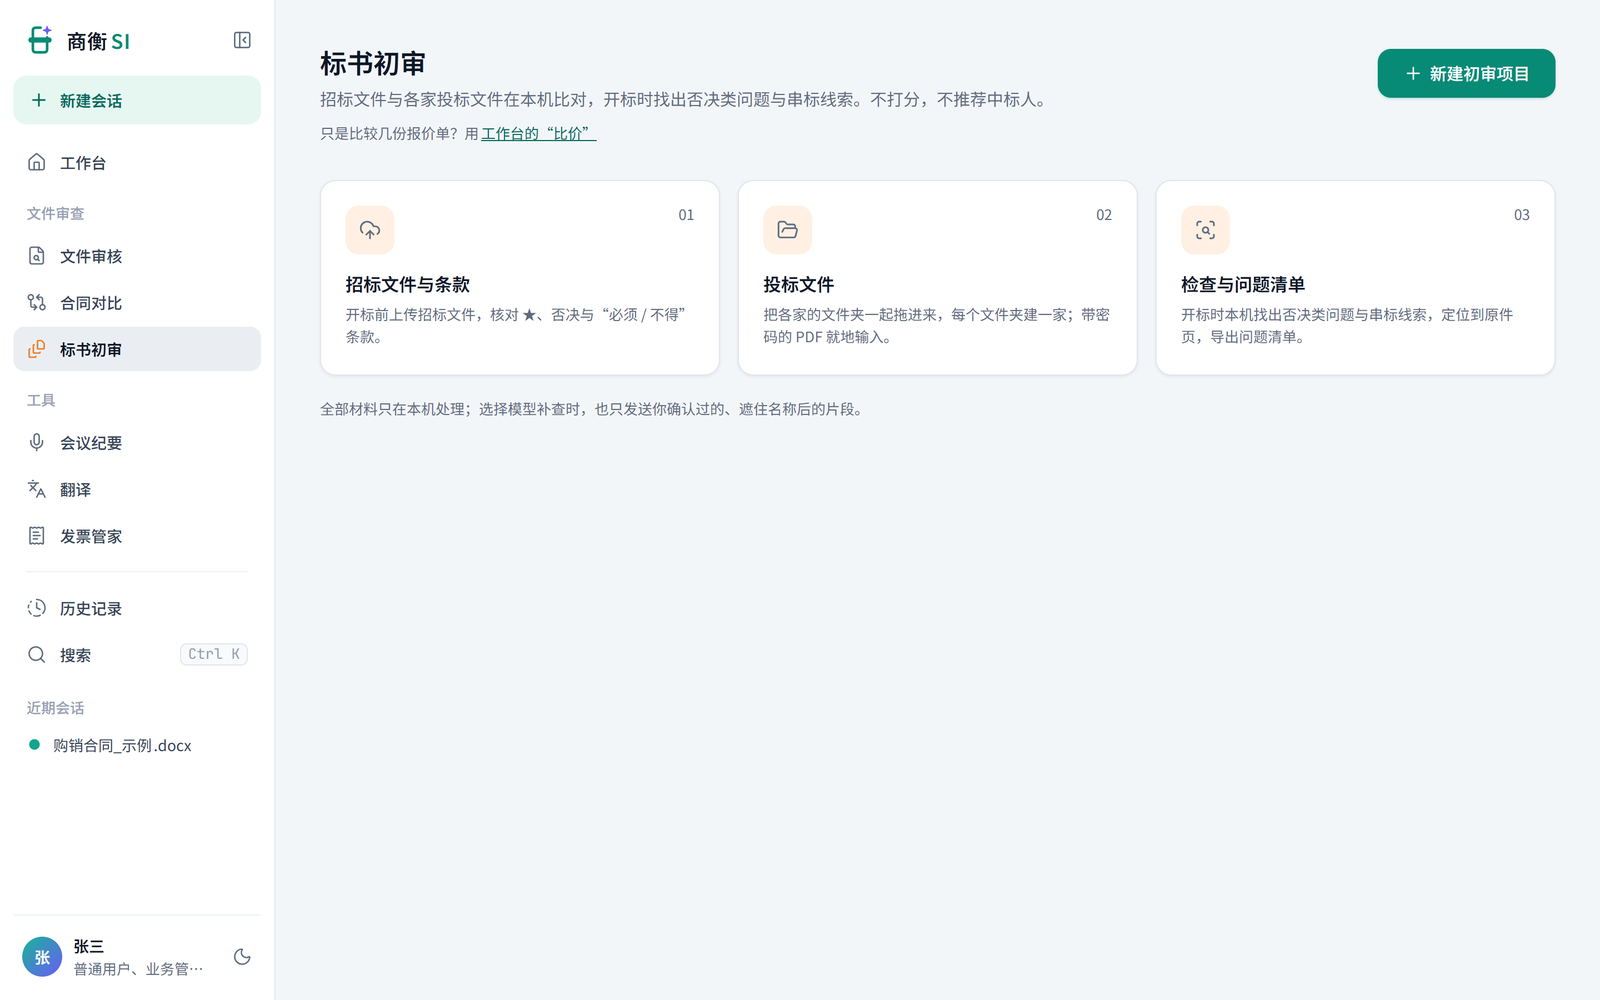 商衡 SI
新建会话
工作台
文件审查
文件审核
合同对比
标书初审
工具
会议纪要
翻译
发票管家
历史记录
搜索 Ctrl K
近期会话
购销合同_示例.docx
张
张三
普通用户、业务管…
标书初审
招标文件与各家投标文件在本机比对，开标时找出否决类问题与串标线索。不打分，不推荐中标人。
只是比较几份报价单？用 工作台的“比价”
新建初审项目
01
招标文件与条款
开标前上传招标文件，核对 ★、否决与“必须 / 不得”
条款。
02
投标文件
把各家的文件夹一起拖进来，每个文件夹建一家；带密
码的 PDF 就地输入。
03
检查与问题清单
开标时本机找出否决类问题与串标线索，定位到原件
页，导出问题清单。
全部材料只在本机处理；选择模型补查时，也只发送你确认过的、遮住名称后的片段。